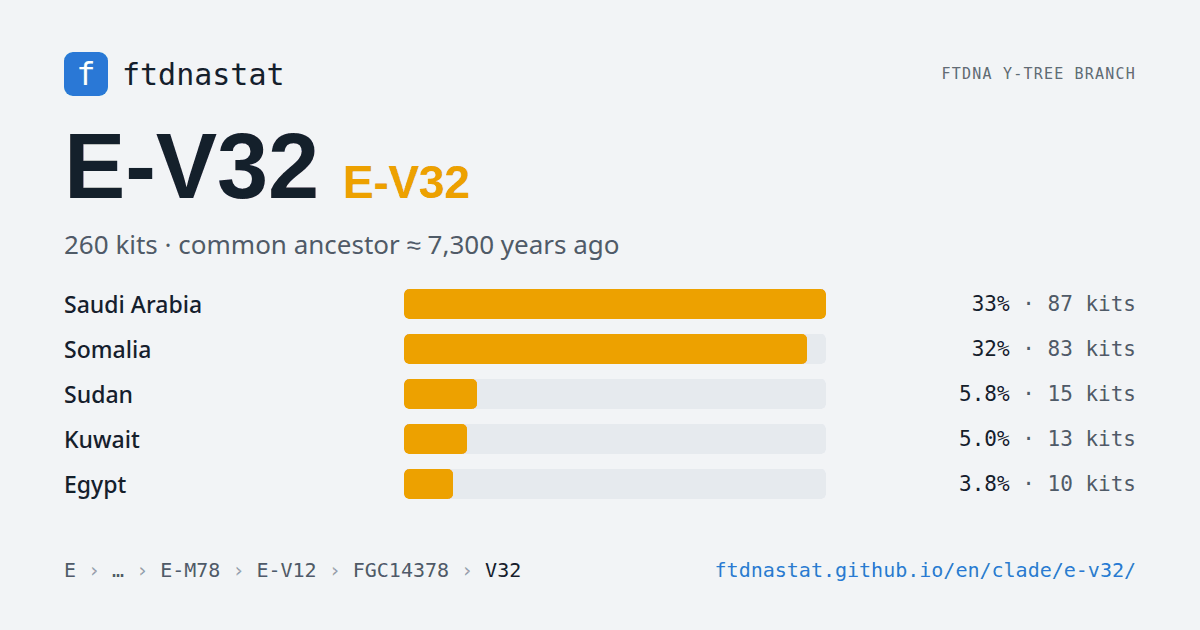 f ftdnastat
FTDNA Y-TREE BRANCH
E-V32 E-V32
260 kits · common ancestor ≈ 7,300 years ago
Saudi Arabia 33% · 87 kits
Somalia 32% · 83 kits
Sudan 5.8% · 15 kits
Kuwait 5.0% · 13 kits
Egypt 3.8% · 10 kits
E › … › E-M78 › E-V12 › FGC14378 › V32
ftdnastat.github.io/en/clade/e-v32/